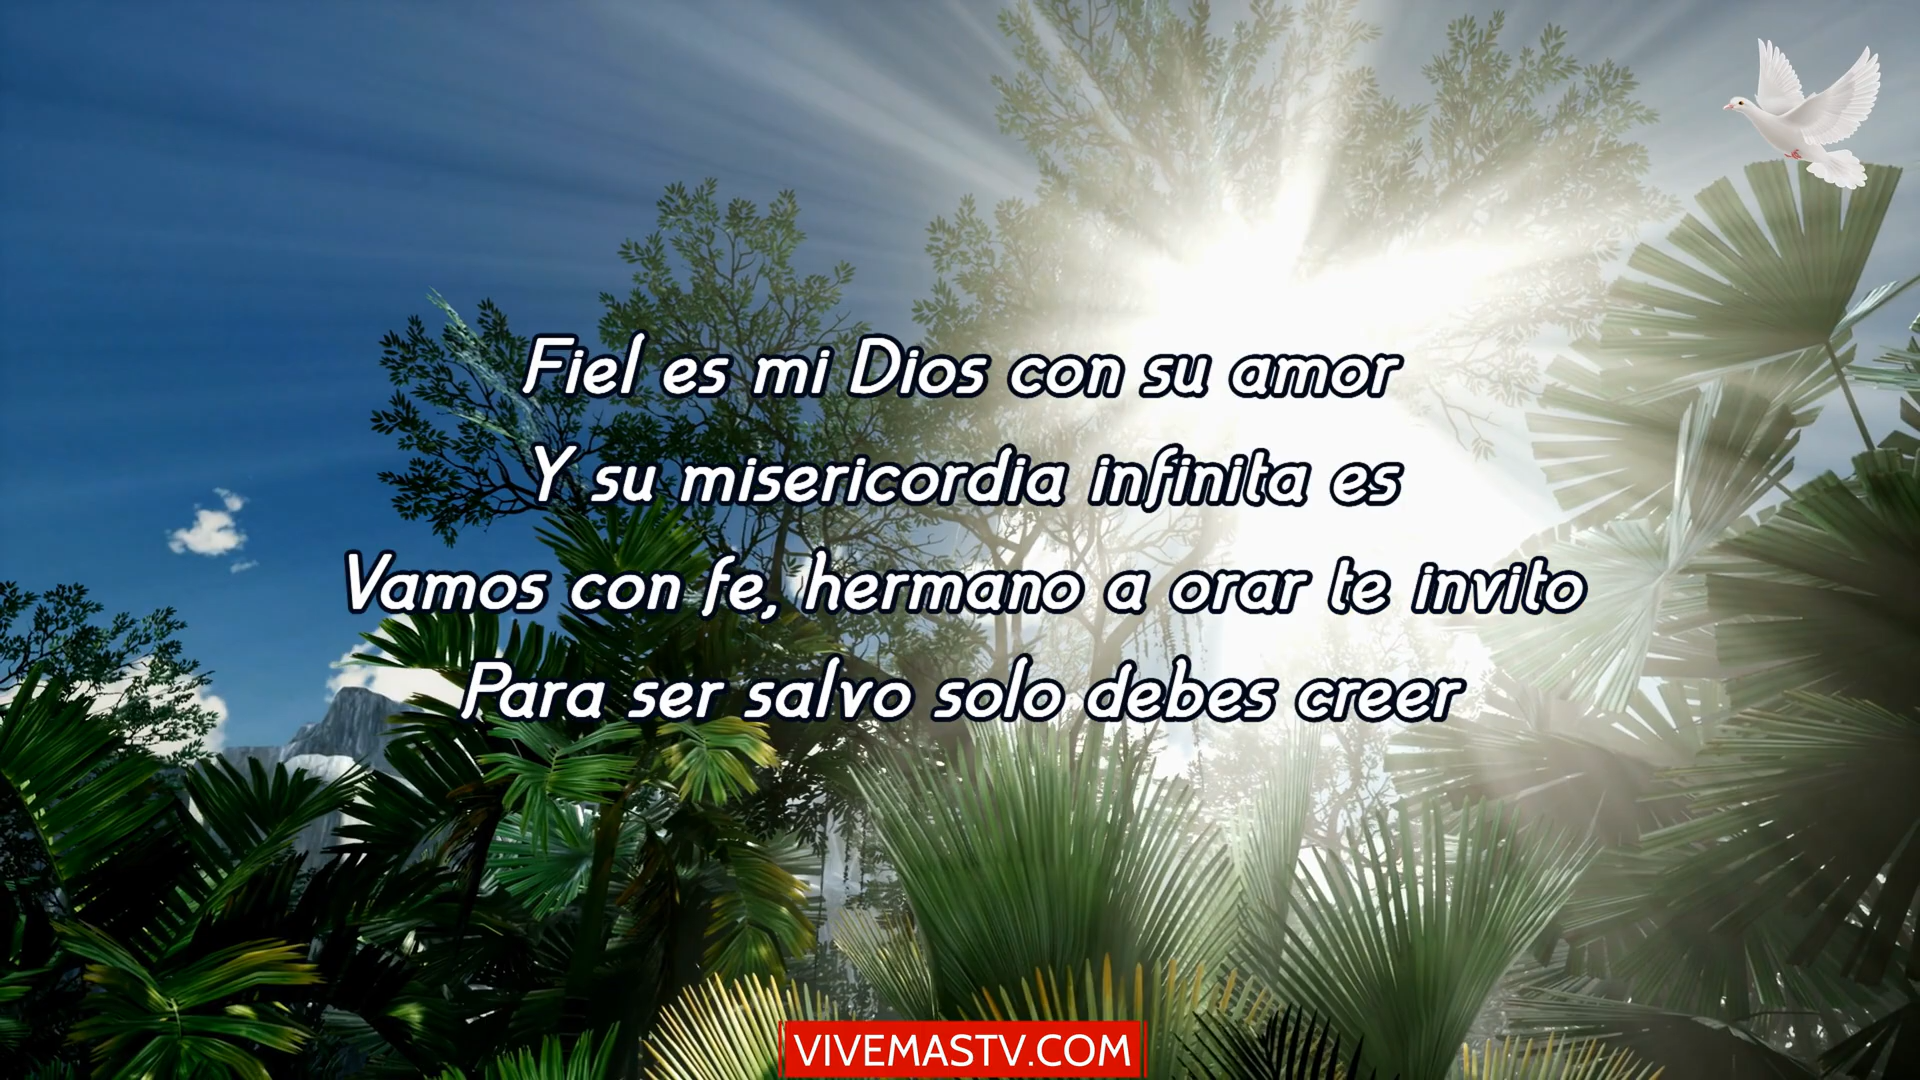 Fiel es mi Dios con su amor
Y su misericordia infinita es
Vamos con fe, hermano a orar te invito
Para ser salvo solo debes creer
VIVEMASTV.COM